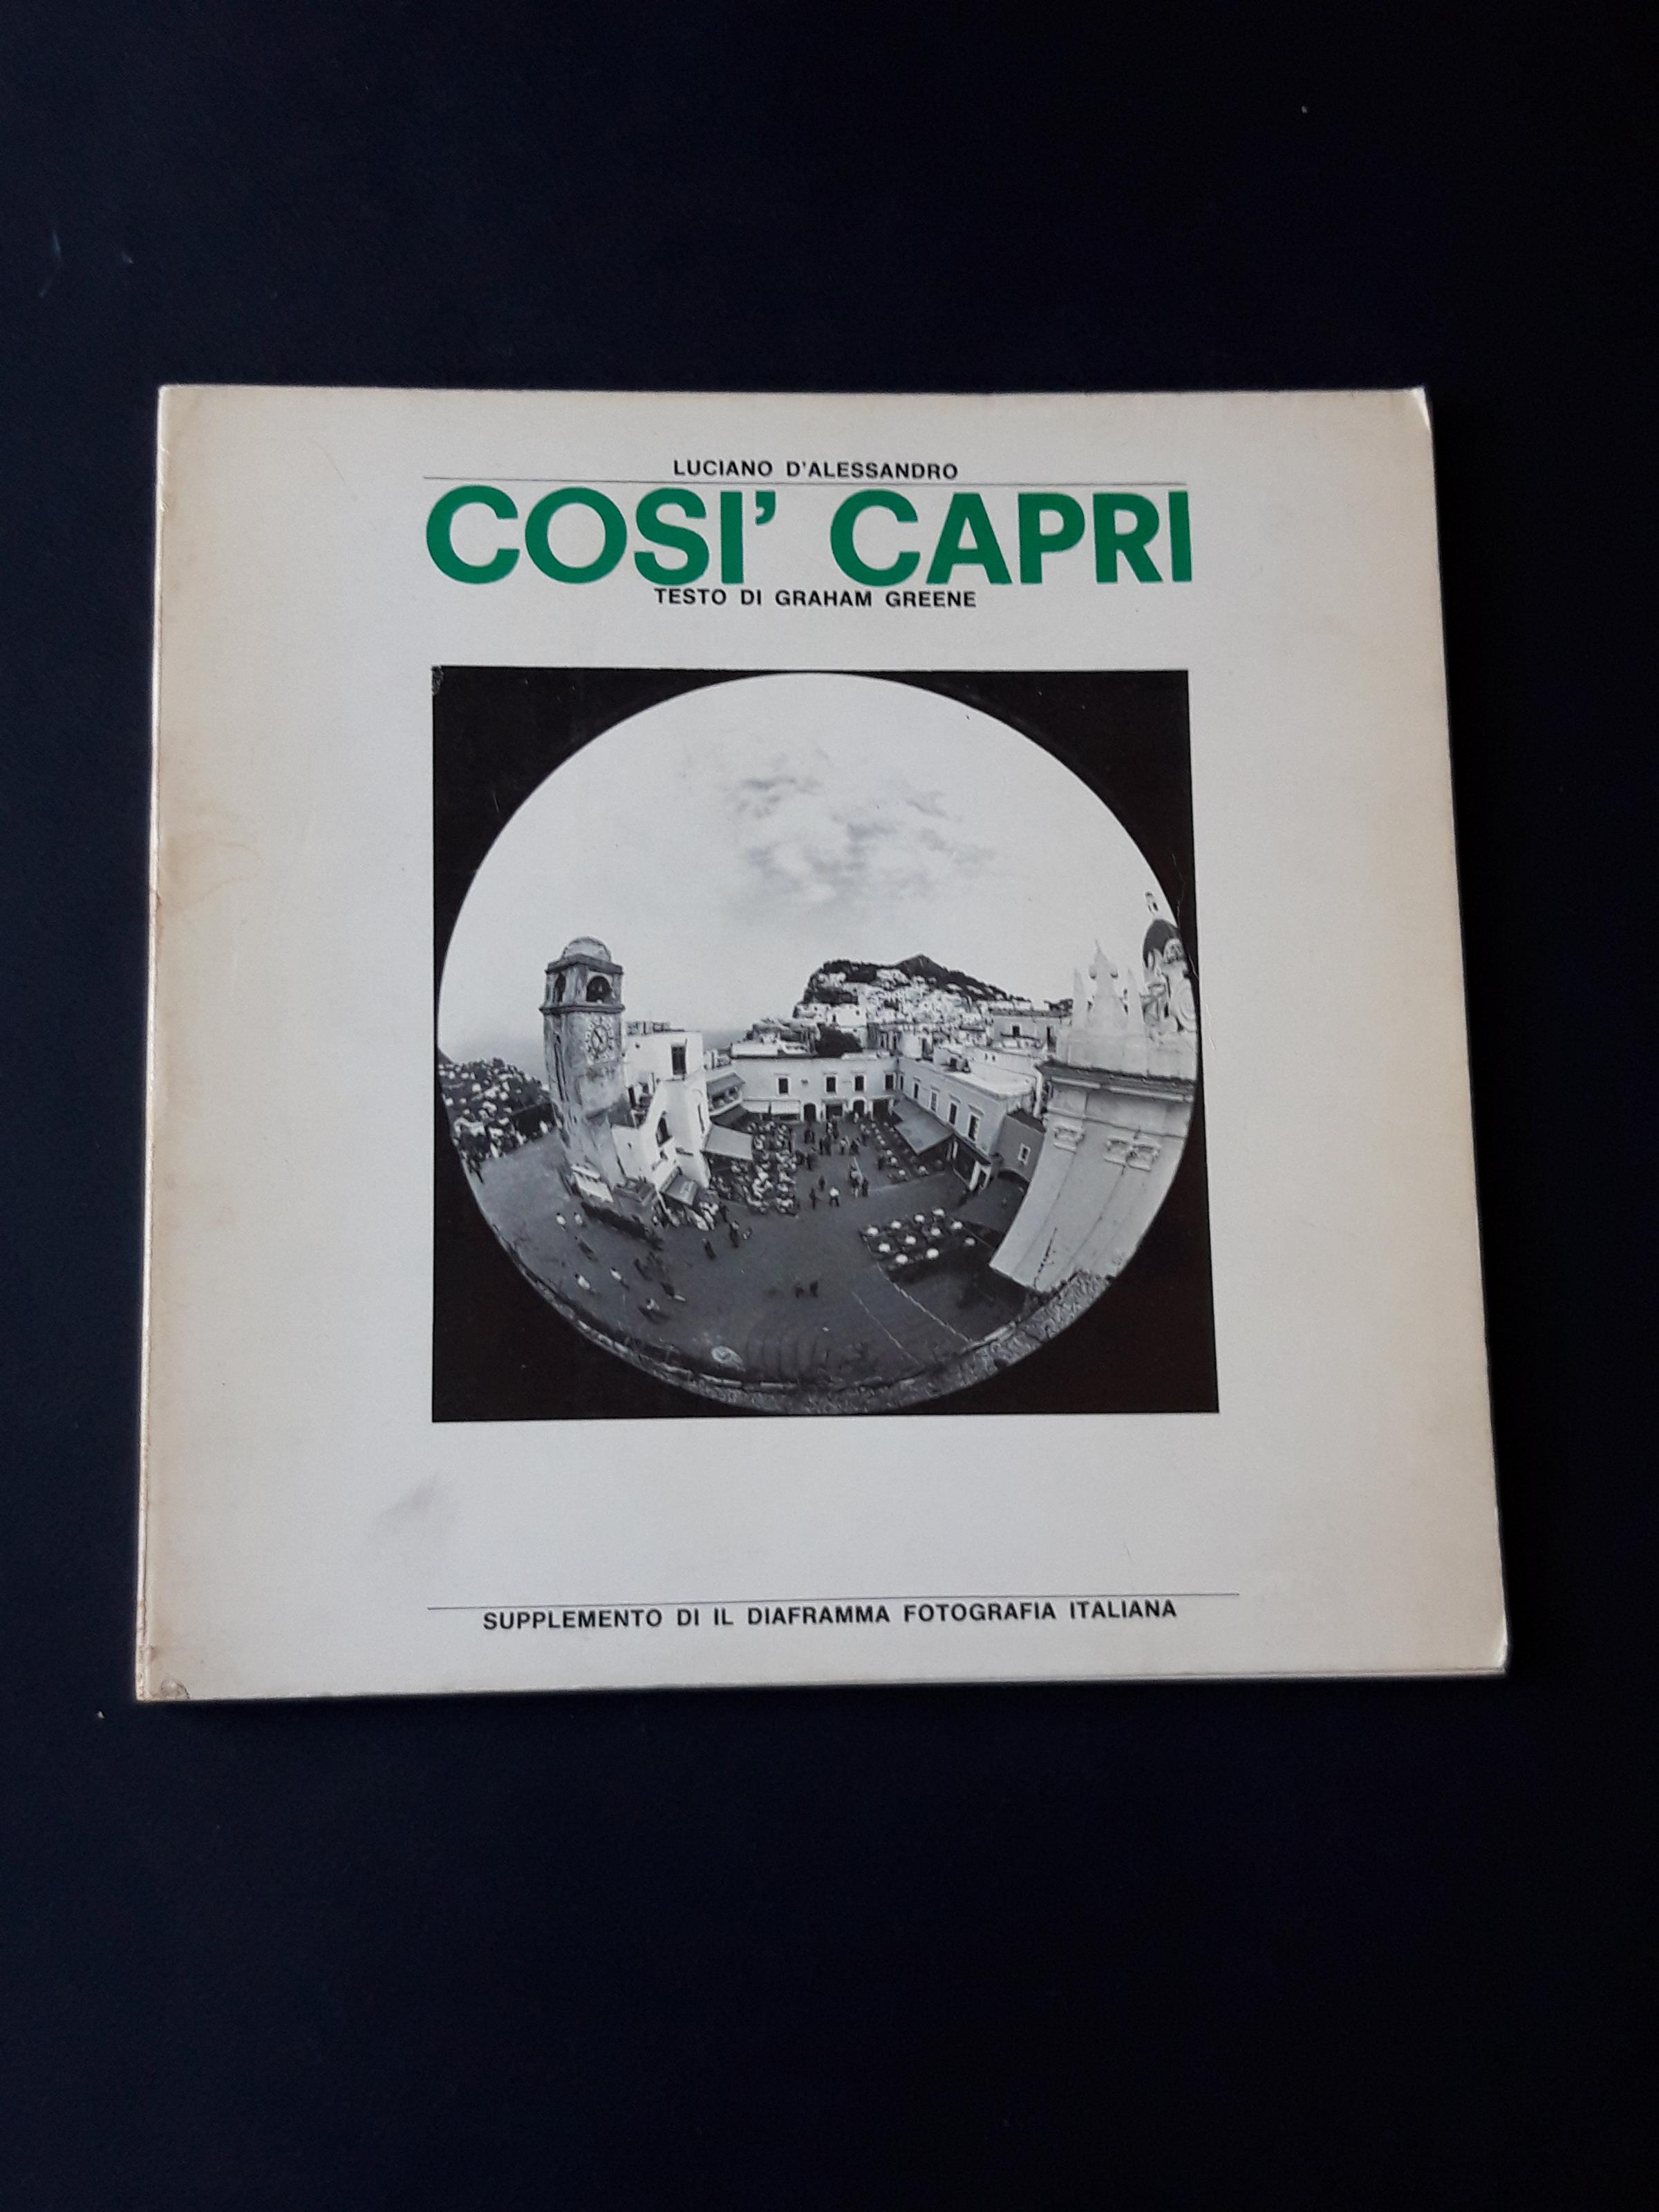 LUCIANO D'ALESSANDRO
COSI' CAPRI
TESTO DI GRAHAM GREENE
SUPPLEMENTO DI IL DIAFRAMMA FOTOGRAFIA ITALIANA